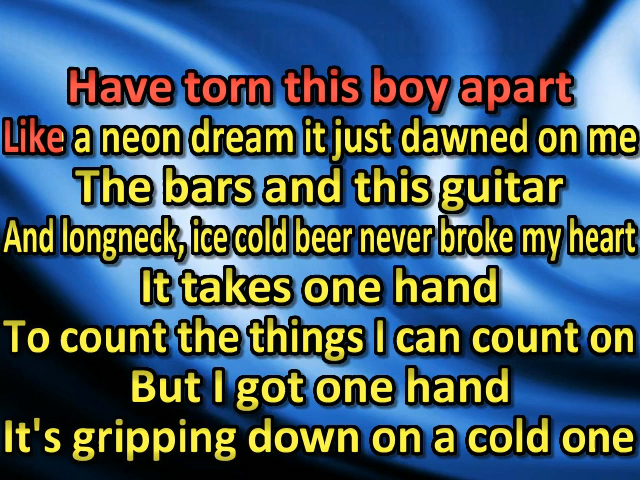 Have torn this boy apart
Like a neon dream it just dawned on me
The bars and this guitar
And longneck, ice cold beer never broke my heart
It takes one hand
To count the things I can count on
But I got one hand
It's gripping down on a cold one